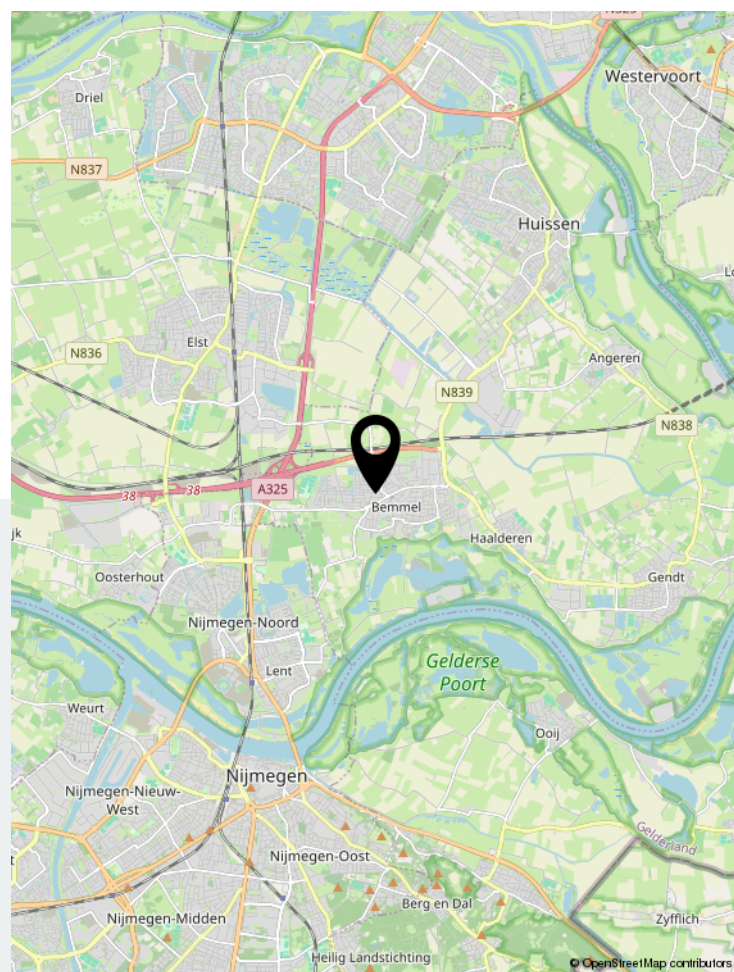 N325
Westervoort
Driel
N837
Huissen
Elst
N836
Angeren
N839
N838
38
38
A325
Bemmel
Haalderen
Oosterhout
Gendt
Nijmegen-Noord
Gelderse
Poort
Lent
Weurt
Ooij
Nijmegen
Nijmegen-Nieuw-
West
Gelderland
Nijmegen-Oost
Berg en Dal
Nijmegen-Midden
Zyfflich
Heilig Landstichting
© OpenStreetMap contributors